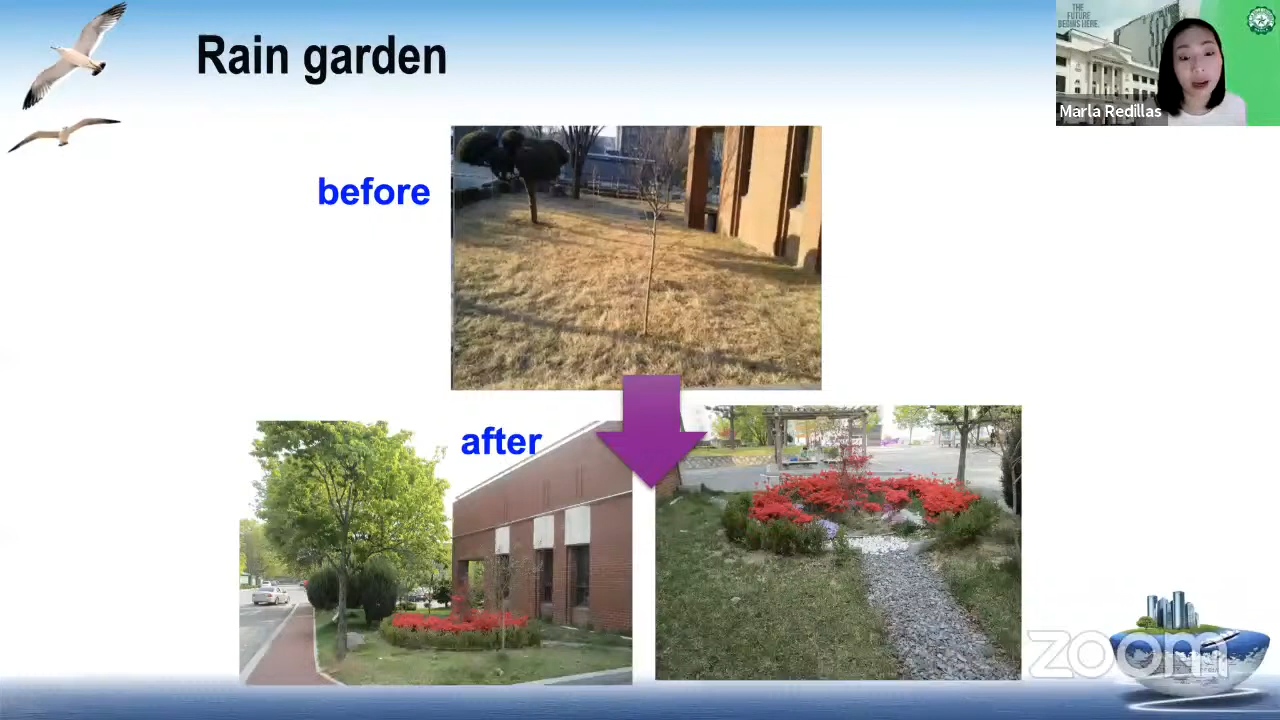 THE
FUTURE
BEGINS HERE.
Rain garden
Marla Redillas
before
after
zoom